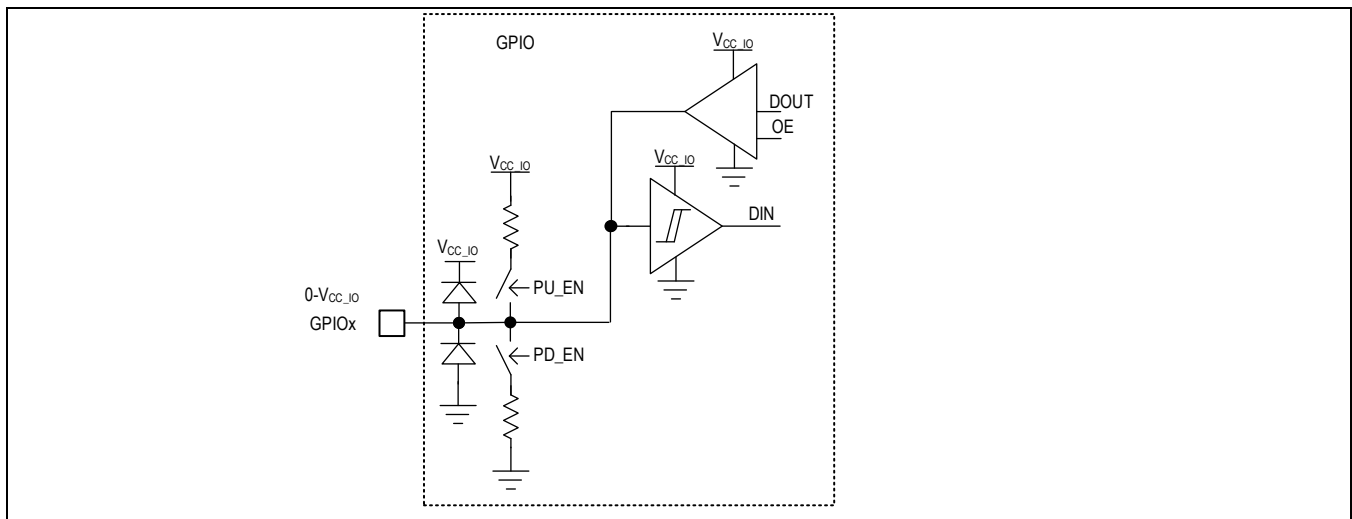 GPIO
VCC_IO
DOUT
OE
VCC_IO
VCC_IO
DIN
VCC_IO
PU_EN
0-VCC_IO
GPIOx
PD_EN